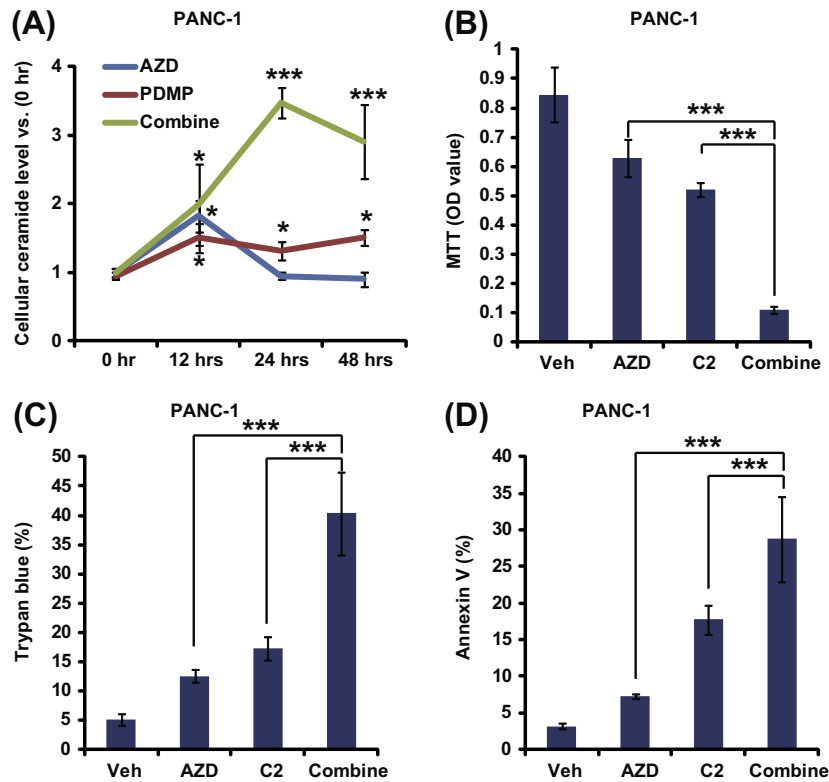 (A)
PANC-1
Cellular ceramide level vs. (0 hr)
4
3
2
1
0
AZD
PDMP
Combine
*
*
*
***
*
***
*
0 hr 12 hrs 24 hrs 48 hrs
(B)
PANC-1
MTT (OD value)
1
0.9
0.8
0.7
0.6
0.5
0.4
0.3
0.2
0.1
0
***
***
Veh AZD C2 Combine
(C)
PANC-1
Trypan blue (%)
50
45
40
35
30
25
20
15
10
5
0
***
***
Veh AZD C2 Combine
(D)
PANC-1
Annexin V (%)
40
35
30
25
20
15
10
5
0
***
***
Veh AZD C2 Combine